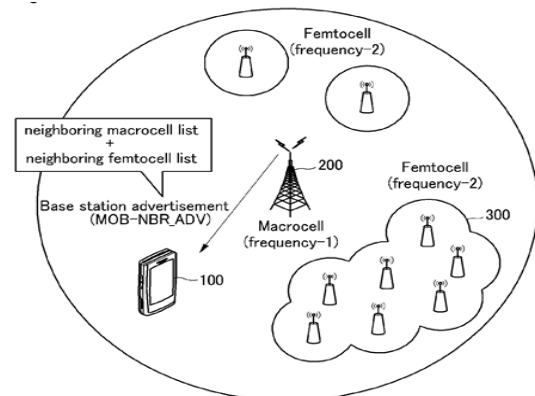 Femtocell
(frequency-2)
neighboring macrocell list
+
neighboring femtocell list
200
Femtocell
(frequency-2)
Base station advertisement
(MOB-NBR_ADV)
Macrocell
(frequency-1)
300
100